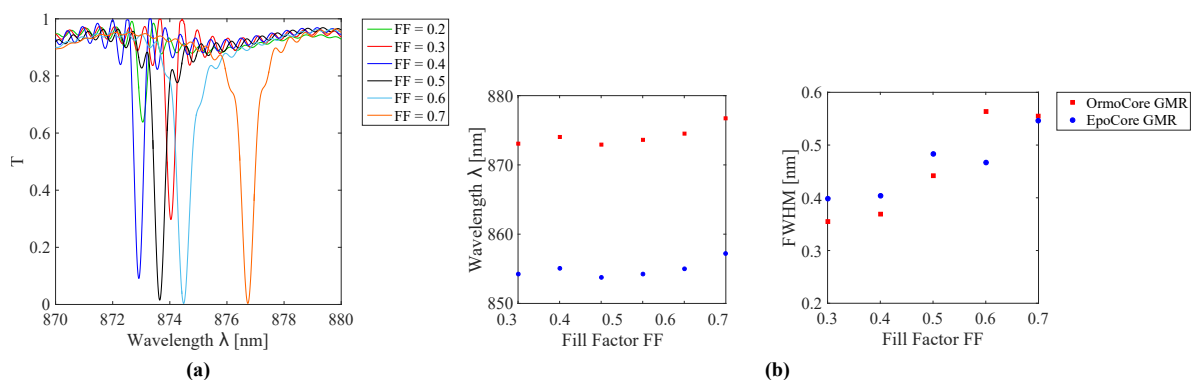 1
0.8
0.6
0.4
0.2
0
T
870
872
874
876
878
880
Wavelength λ [nm]
FF = 0.2
FF = 0.3
FF = 0.4
FF = 0.5
FF = 0.6
FF = 0.7
(a)
880
870
860
850
Wavelength λ [nm]
0.3
0.4
0.5
0.6
0.7
Fill Factor FF
0.6
0.5
0.4
0.3
0.2
FWHM [nm]
0.3
0.4
0.5
0.6
0.7
Fill Factor FF
OrmoCore GMR
EpoCore GMR
(b)